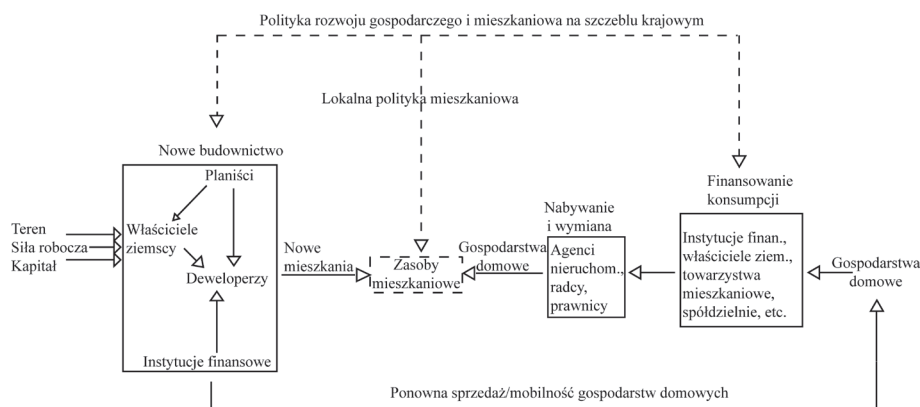 Polityka rozwoju gospodarczego i mieszkaniowa na szczeblu krajowym
Lokalna polityka mieszkaniowa
Nowe budownictwo
Planiści
Właściciele
ziemscy
Deweloperzy
Instytucje finansowe
Teren
Siła robocza
Kapitał
Nowe
mieszkania
Zasoby
mieszkaniowe
Gospodarstwa
domowe
Nabywanie
i wymiana
Agenci
nieruchom.,
radcy,
prawnicy
Finansowanie
konsumpcji
Instytucje finan.,
właściciele ziem.,
towarzystwa
mieszkaniowe,
spółdzielnie, etc.
Gospodarstwa
domowe
Ponowna sprzedaż/mobilność gospodarstw domowych